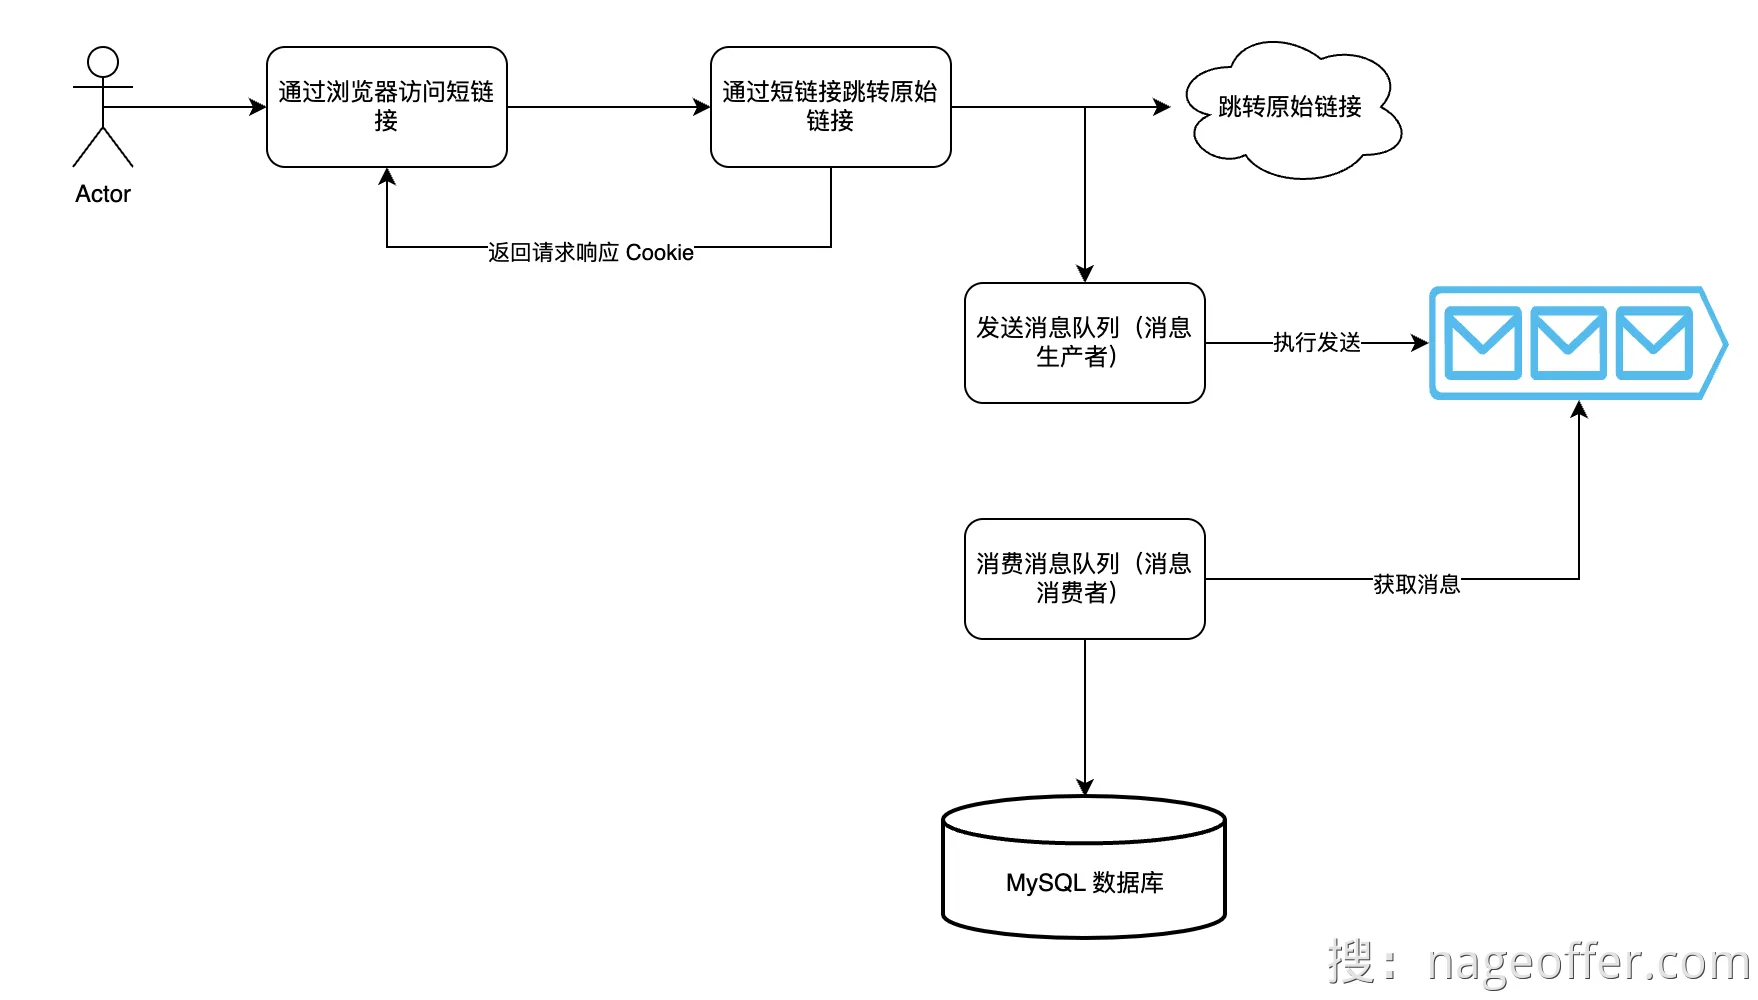 通过浏览器访问短链
接
通过短链接跳转原始
链接
跳转原始链接
Actor
返回请求响应 Cookie
发送消息队列（消息
生产者）
执行发送
消费消息队列（消息
消费者）
获取消息
MySQL 数据库
搜：nageoffer.com